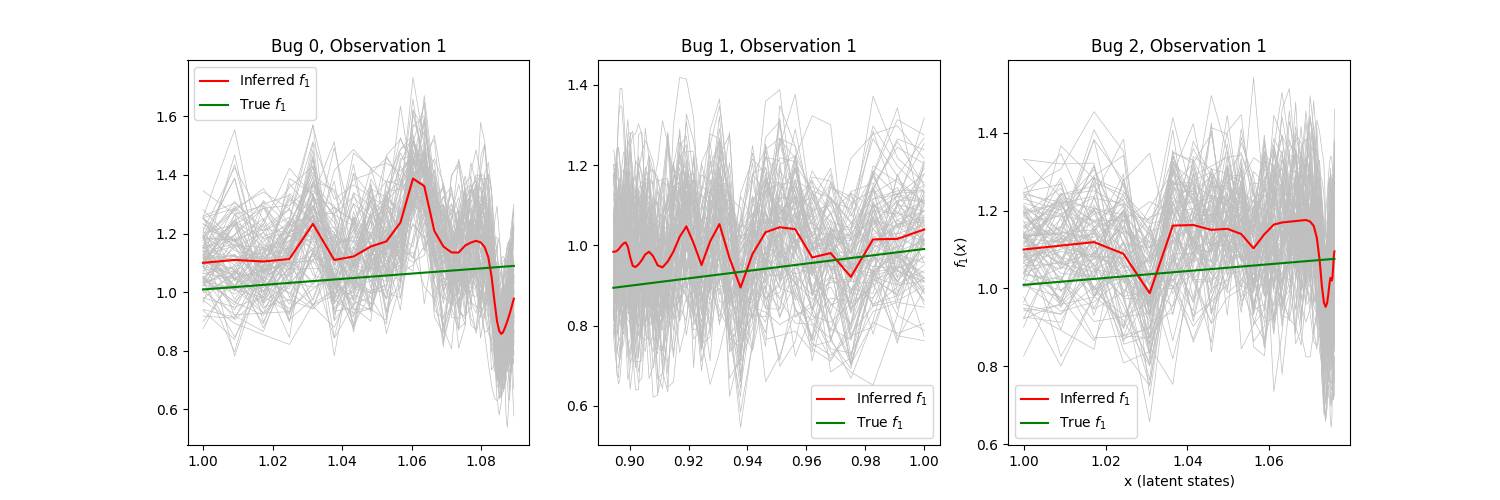 Bug 0, Observation 1
Inferred f₁
True f₁
1.6
1.4
1.2
1.0
0.8
0.6
1.00 1.02 1.04 1.06 1.08
Bug 1, Observation 1
1.4
1.2
1.0
0.8
0.6
Inferred f₁
True f₁
0.90 0.92 0.94 0.96 0.98 1.00
Bug 2, Observation 1
f₁(x)
1.4
1.2
1.0
0.8
0.6
Inferred f₁
True f₁
1.00 1.02 1.04 1.06
x (latent states)